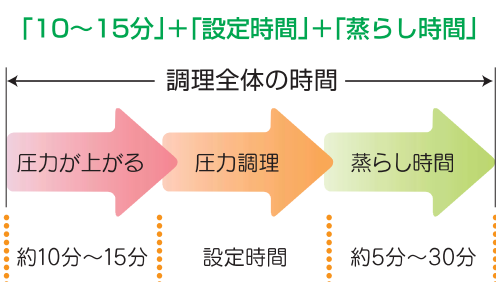 「10〜15分」＋「設定時間」＋「蒸らし時間」
調理全体の時間
圧力が上がる
圧力調理
蒸らし時間
約10分〜15分
設定時間
約5分〜30分